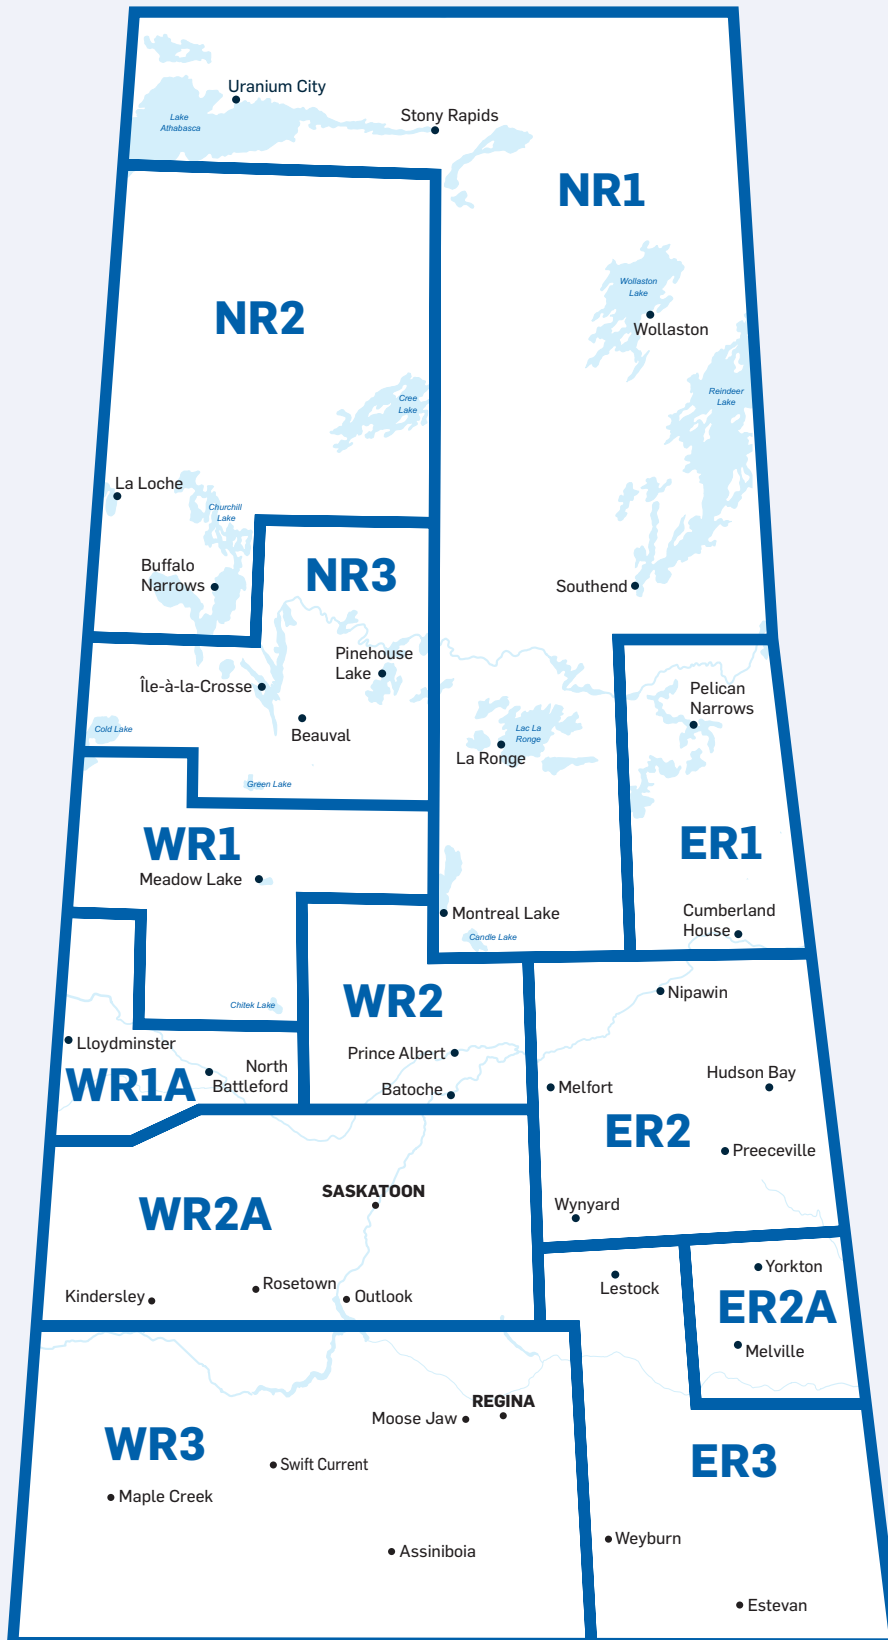 Uranium City
Stony Rapids
Lake
Athabasca
NR1
NR2
Wollaston
Lake
Wollaston
Reindeer
Lake
Cree
Lake
La Loche
Churchill
Lake
Buffalo
Narrows
NR3
Southend
Pinehouse
Lake
Île-à-la-Crosse
Beauval
Pelican
Narrows
Cold Lake
Lac La
Ronge
La Ronge
Green Lake
WR1
Meadow Lake
ER1
Montreal Lake
Candle Lake
Cumberland
House
Chitek Lake
WR2
Nipawin
Lloydminster
Prince Albert
North
Battleford
WR1A
Batoche
Melfort
Hudson Bay
ER2
Preeceville
SASKATOON
WR2A
Wynyard
Kindersley
Rosetown
Outlook
Lestock
Yorkton
ER2A
Melville
REGINA
Moose Jaw
WR3
Swift Current
ER3
Maple Creek
Assiniboia
Weyburn
Estevan